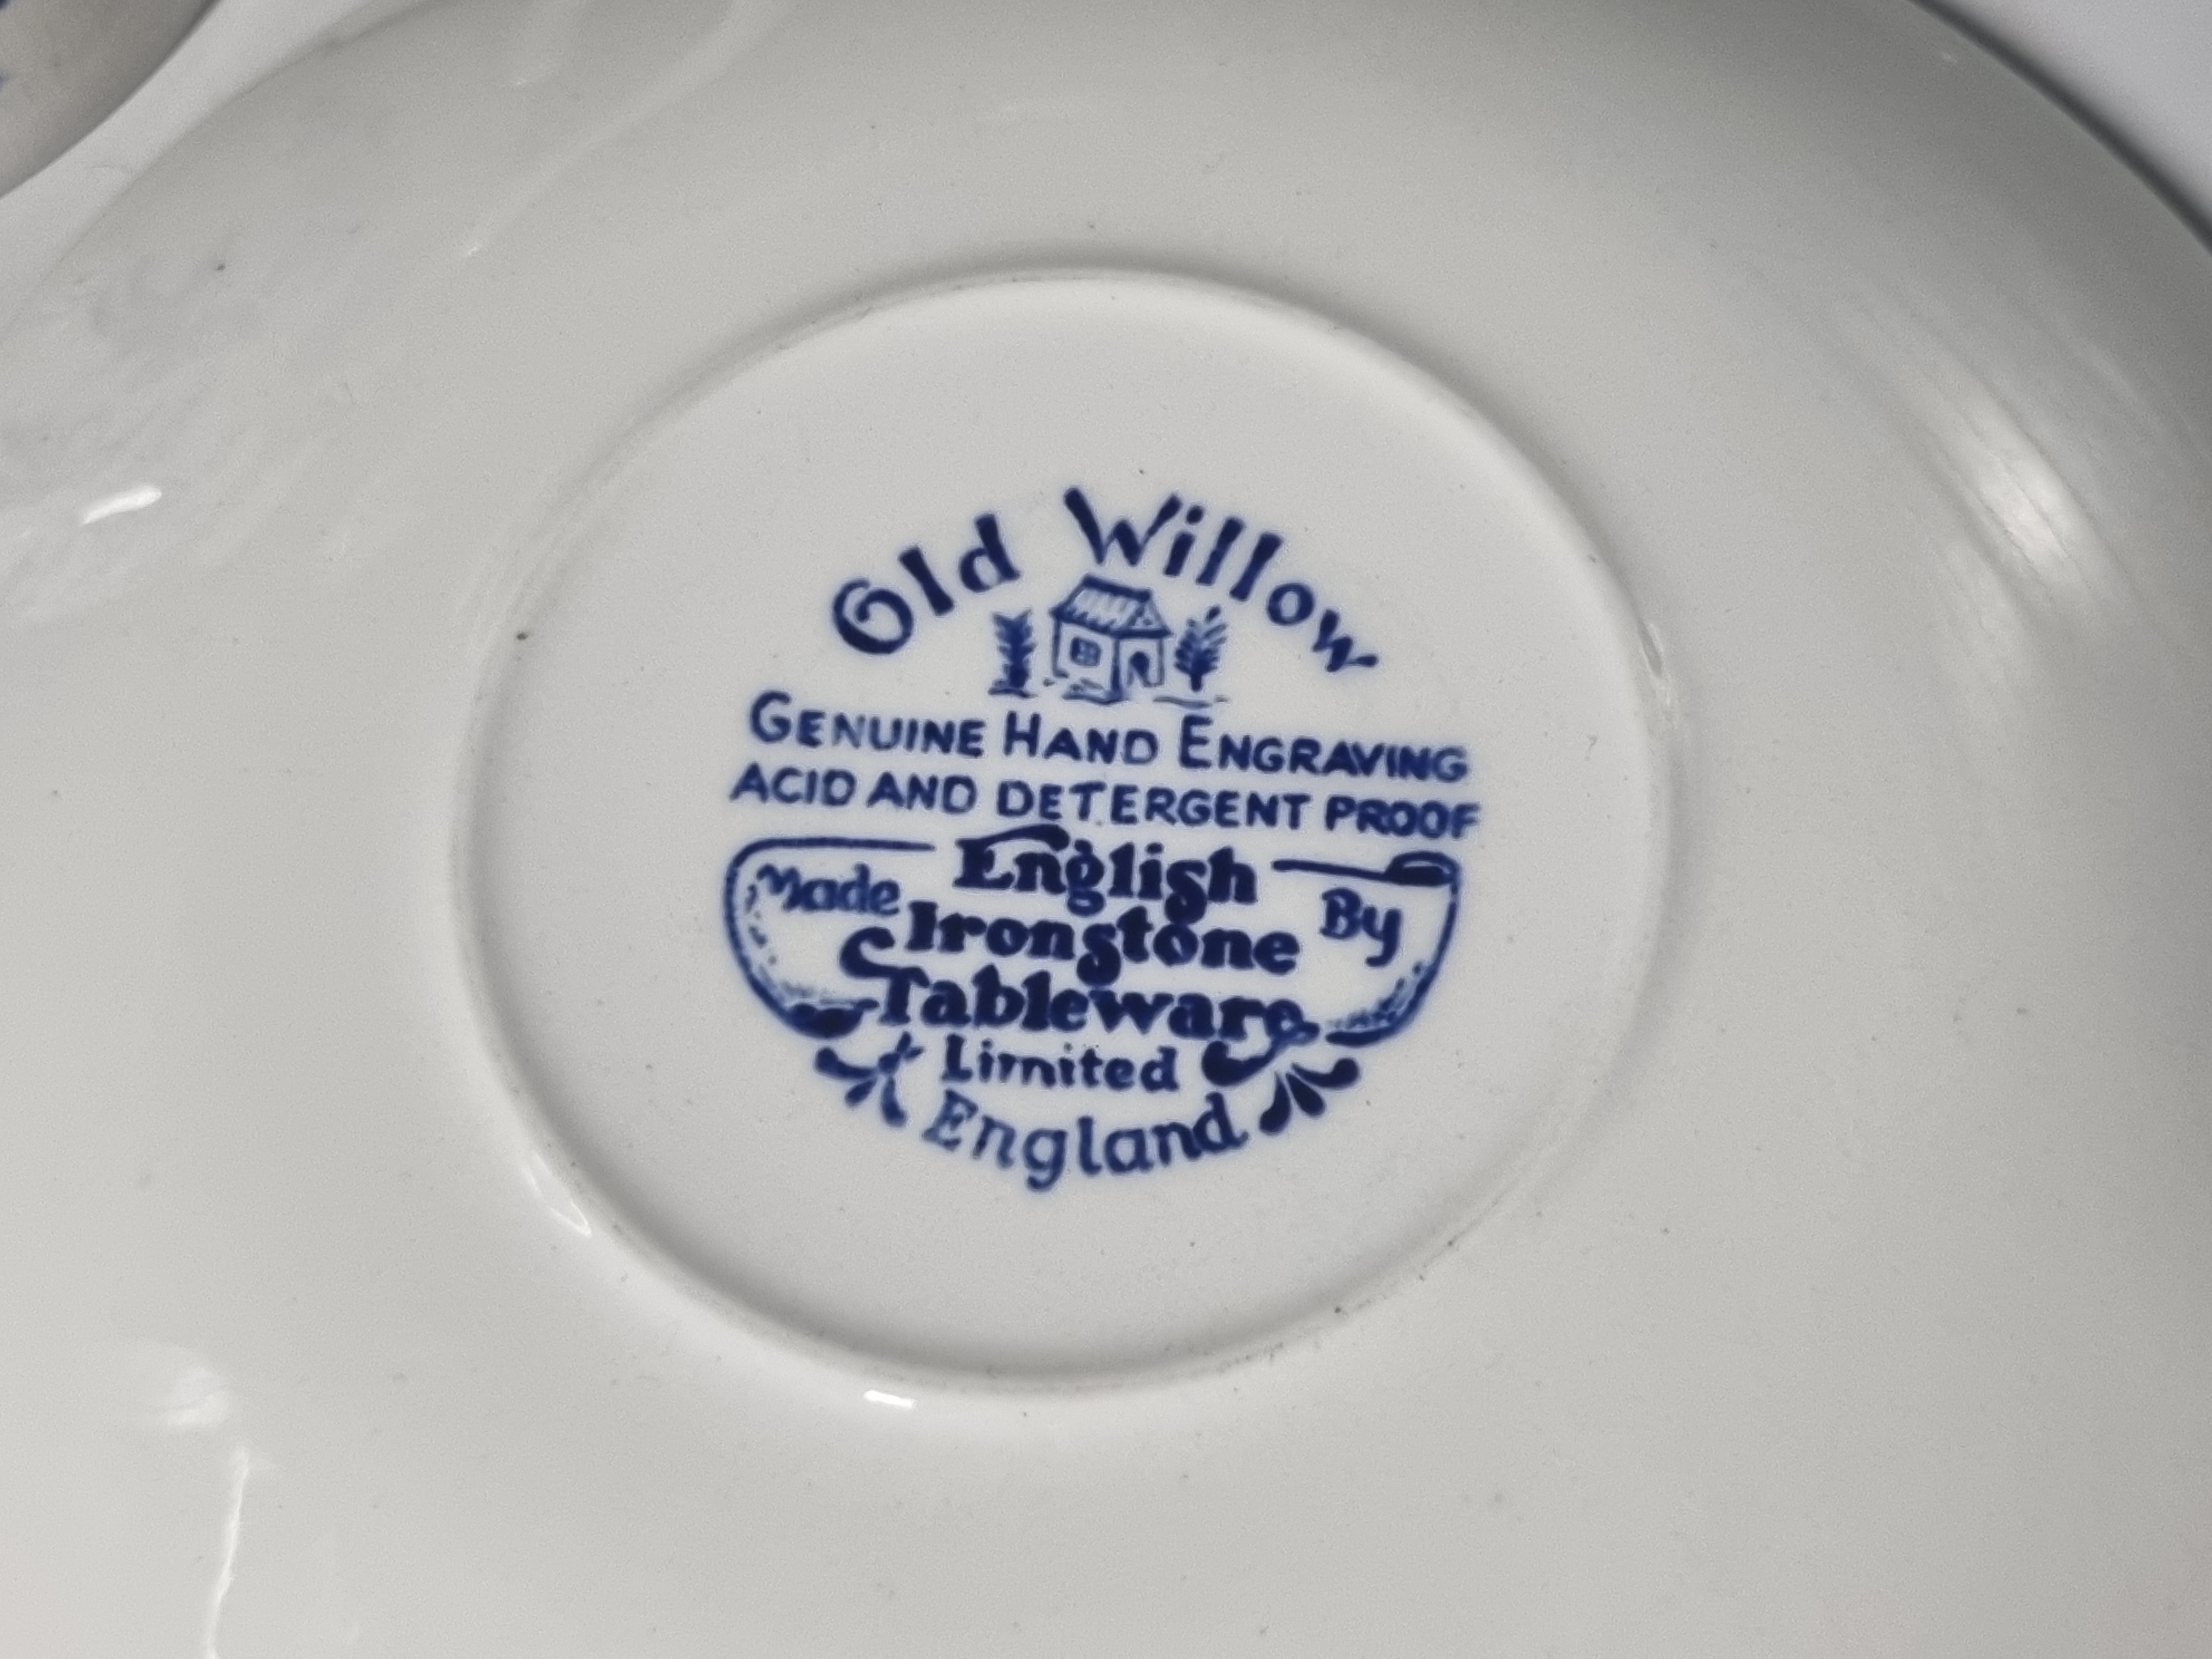 Old Willow
GENUINE HAND ENGRAVING
ACID AND DETERGENT PROOF
Made English By
Ironstone
Tableware
Limited
England